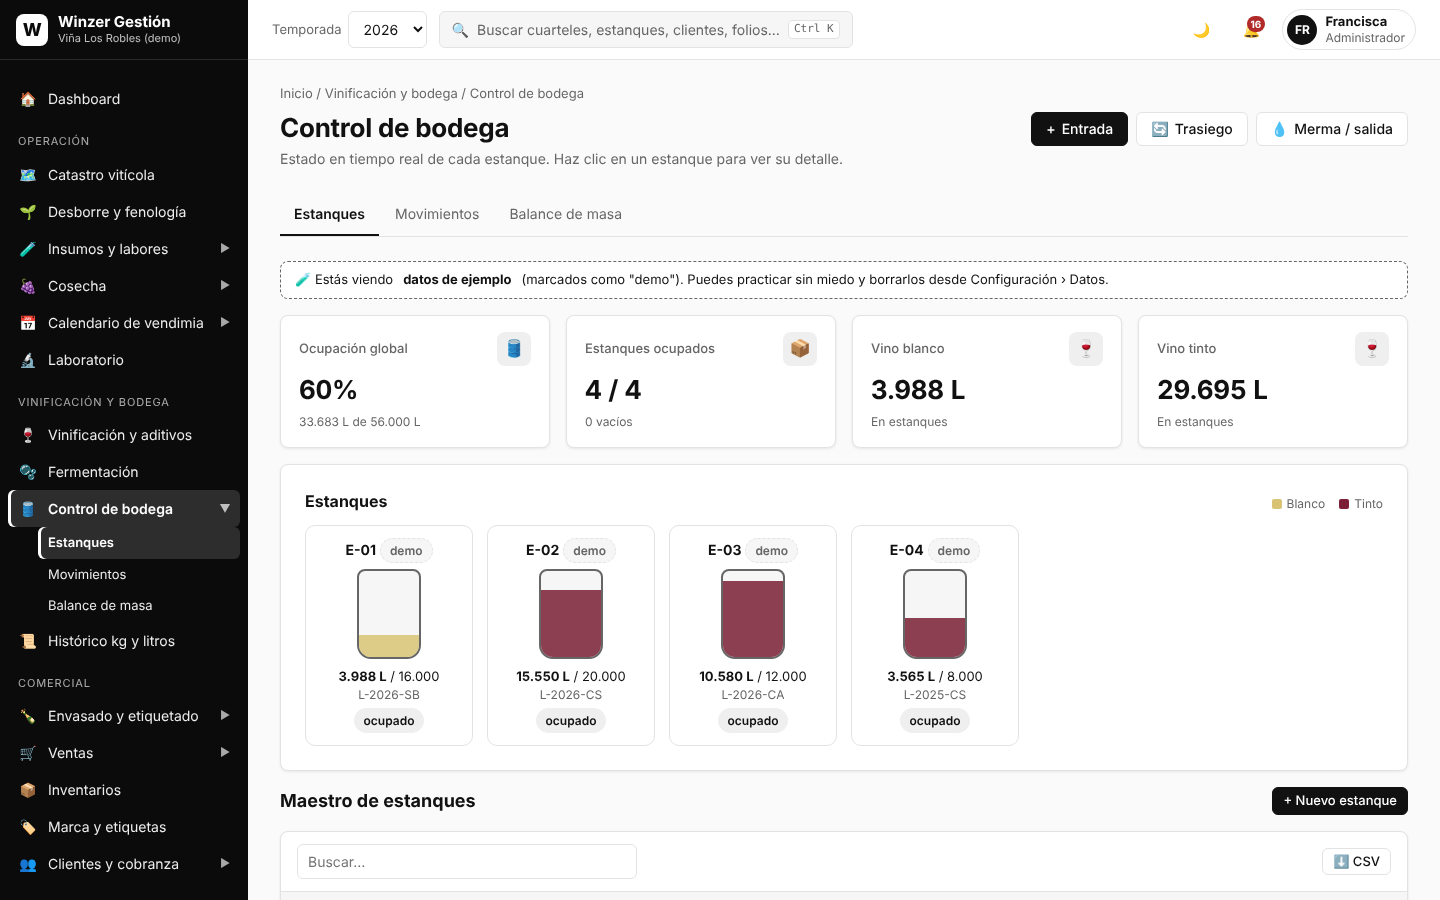 W
Winzer Gestión
Viña Los Robles (demo)
Dashboard
OPERACIÓN
Catastro vitícola
Desborre y fenología
Insumos y labores
Cosecha
Calendario de vendimia
Laboratorio
VINIFICACIÓN Y BODEGA
Vinificación y aditivos
Fermentación
Control de bodega
Estanques
Movimientos
Balance de masa
Histórico kg y litros
COMERCIAL
Envasado y etiquetado
Ventas
Inventarios
Marca y etiquetas
Clientes y cobranza
Temporada 2026
Buscar cuarteles, estanques, clientes, folios... Ctrl K
16
FR
Francisca
Administrador
Inicio / Vinificación y bodega / Control de bodega
Control de bodega
+ Entrada
Trasiego
Merma / salida
Estado en tiempo real de cada estanque. Haz clic en un estanque para ver su detalle.
Estanques
Movimientos
Balance de masa
Estás viendo datos de ejemplo (marcados como "demo"). Puedes practicar sin miedo y borrarlos desde Configuración › Datos.
Ocupación global
60%
33.683 L de 56.000 L
Estanques ocupados
4 / 4
0 vacíos
Vino blanco
3.988 L
En estanques
Vino tinto
29.695 L
En estanques
Estanques
Blanco
Tinto
E-01 demo
3.988 L / 16.000
L-2026-SB
ocupado
E-02 demo
15.550 L / 20.000
L-2026-CS
ocupado
E-03 demo
10.580 L / 12.000
L-2026-CA
ocupado
E-04 demo
3.565 L / 8.000
L-2025-CS
ocupado
Maestro de estanques
+ Nuevo estanque
Buscar...
CSV